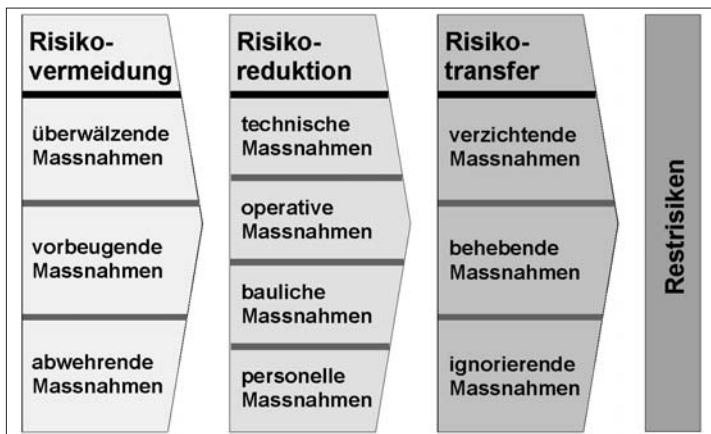 Risiko-
vermeidung
überwälzende
Massnahmen
vorbeugende
Massnahmen
abwehrende
Massnahmen
Risiko-
reduktion
technische
Massnahmen
operative
Massnahmen
bauliche
Massnahmen
personelle
Massnahmen
Risiko-
transfer
verzichtende
Massnahmen
behebende
Massnahmen
ignorierende
Massnahmen
Restrisiken